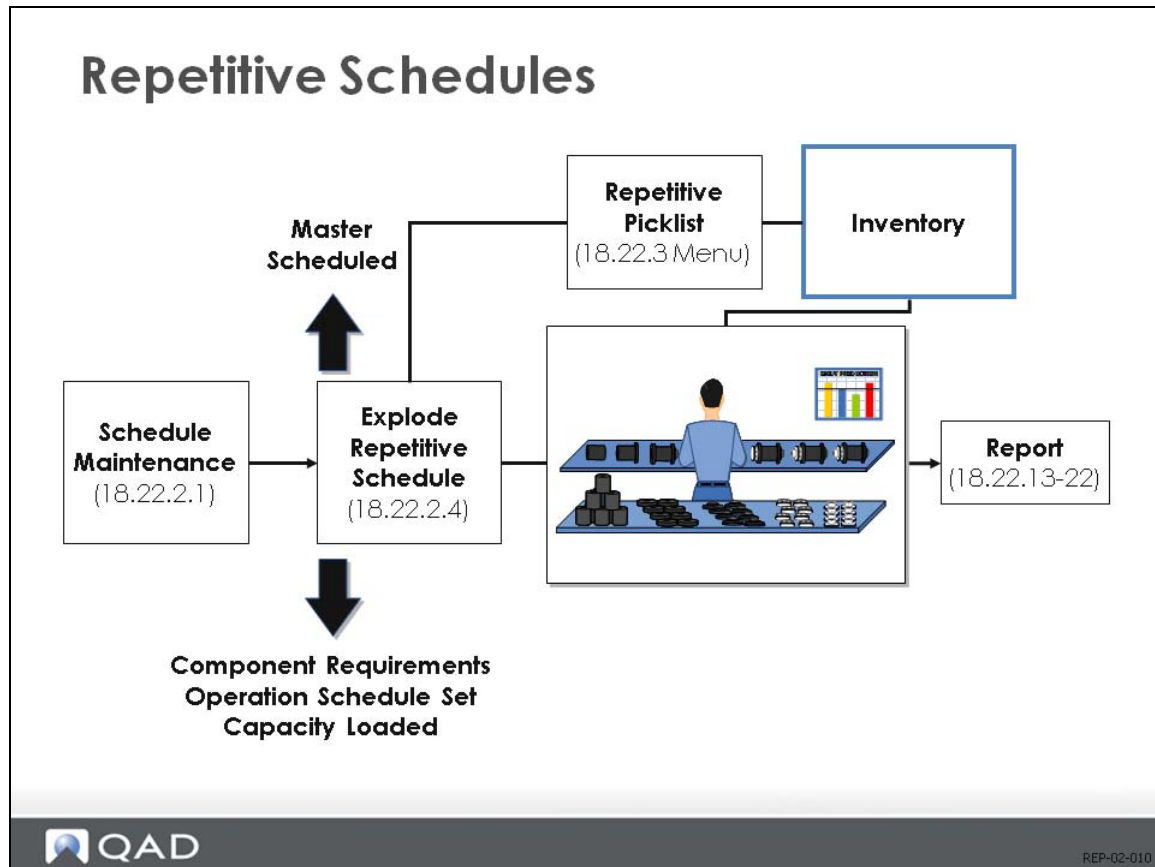 Repetitive Schedules
Repetitive
Picklist
(18.22.3 Menu)
Inventory
Master
Scheduled
Schedule
Maintenance
(18.22.2.1)
Explode
Repetitive
Schedule
(18.22.2.4)
Report
(18.22.13-22)
Component Requirements
Operation Schedule Set
Capacity Loaded
QAD
REP-02-010